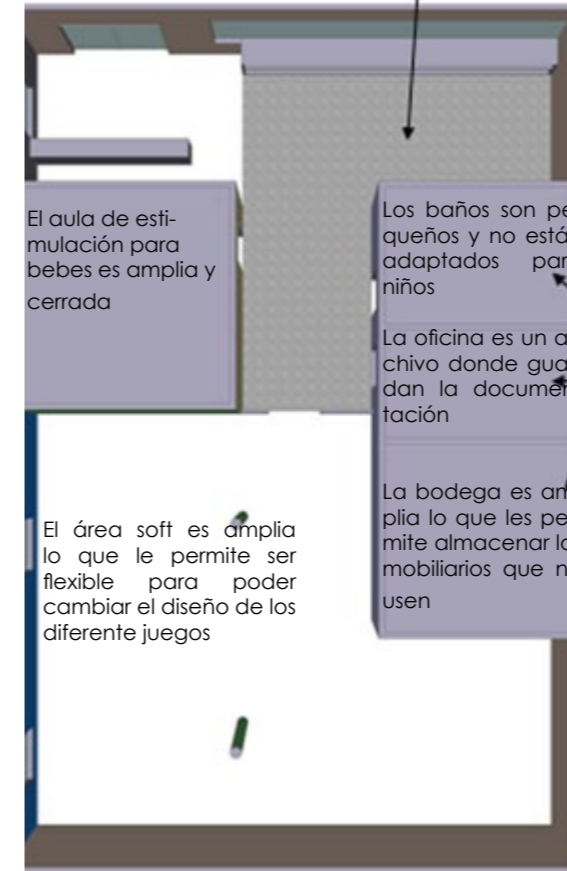 El aula de esti-
mulación para
bebes es amplia y
cerrada
Los baños son pe
queños y no está
adaptados par
niños
La oficina es un a
chivo donde gua
dan la documen
tación
La bodega es am
plia lo que les pe
mite almacenar lo
mobiliarios que n
usen
El área soft es amplia
lo que le permite ser
flexible para poder
cambiar el diseño de los
diferente juegos